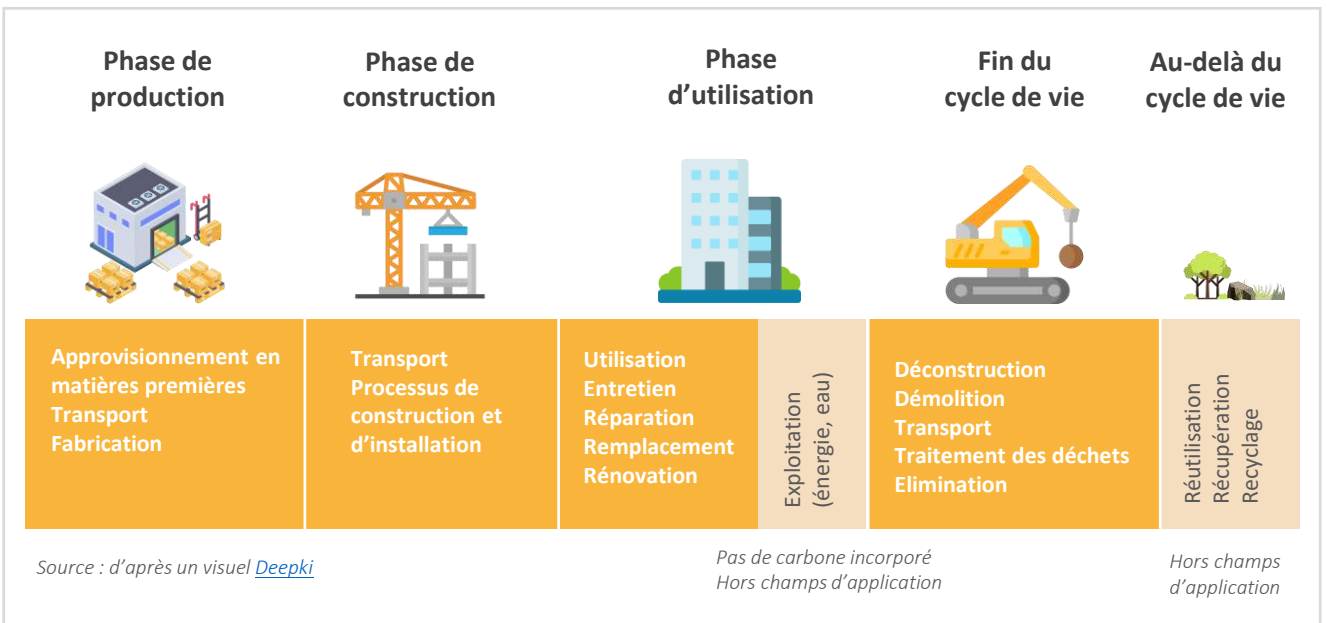 Phase de
production
Phase de
construction
Phase
d’utilisation
Fin du
cycle de vie
Au-delà du
cycle de vie
Approvisionnement en
matières premières
Transport
Fabrication
Transport
Processus de
construction et
d’installation
Utilisation
Entretien
Réparation
Remplacement
Rénovation
Exploitation
(énergie, eau)
Déconstruction
Démolition
Transport
Traitement des déchets
Elimination
Réutilisation
Récupération
Recyclage
Source : d’après un visuel Deepki
Pas de carbone incorporé
Hors champs d’application
Hors champs
d’application